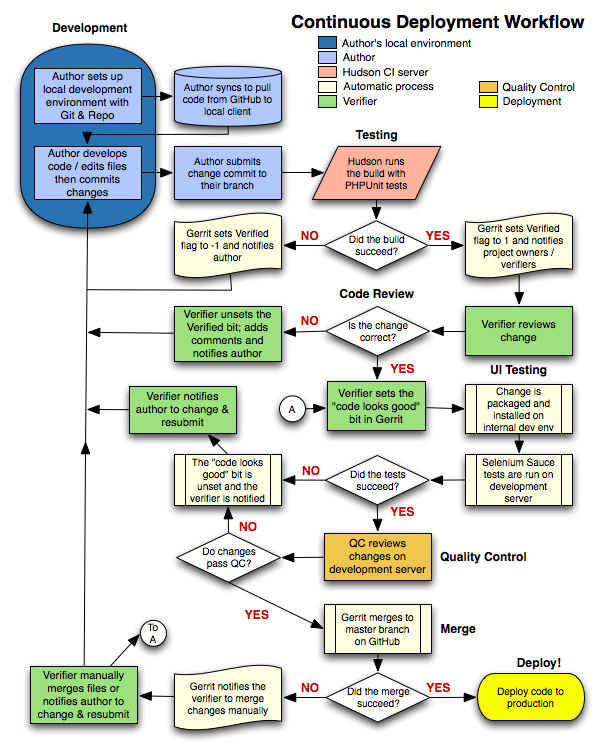 Continuous Deployment Workflow
Author's local environment
Author
Hudson CI server
Automatic process
Verifier
Quality Control
Deployment
Development
Author sets up
local development
environment with
Git & Repo
Author syncs to pull
code from GitHub to
local client
Author develops
code / edits files
then commits
changes
Author submits
change commit to
their branch
Testing
Hudson runs
the build with
PHPUnit tests
Gerrit sets Verified
flag to -1 and notifies
author
NO
Did the build
succeed?
YES
Gerrit sets Verified
flag to 1 and notifies
project owners /
verifiers
Code Review
Verifier unsets the
Verified bit; adds
comments and
notifies author
NO
Is the change
correct?
Verifier reviews
change
YES
UI Testing
Verifier notifies
author to change &
resubmit
A
Verifier sets the
"code looks good"
bit in Gerrit
Change is
packaged and
installed on
internal dev env
The "code looks
good" bit is
unset and the
verifier is notified
NO
Did the tests
succeed?
Selenium Sauce
tests are run on
development
server
YES
NO
Do changes
pass QC?
QC reviews
changes on
development server
Quality Control
YES
Gerrit merges to
master branch
on GitHub
Merge
To
A
Deploy!
Verifier manually
merges files or
notifies author to
change & resubmit
Gerrit notifies the
verifier to merge
changes manually
NO
Did the merge
succeed?
YES
Deploy code to
production